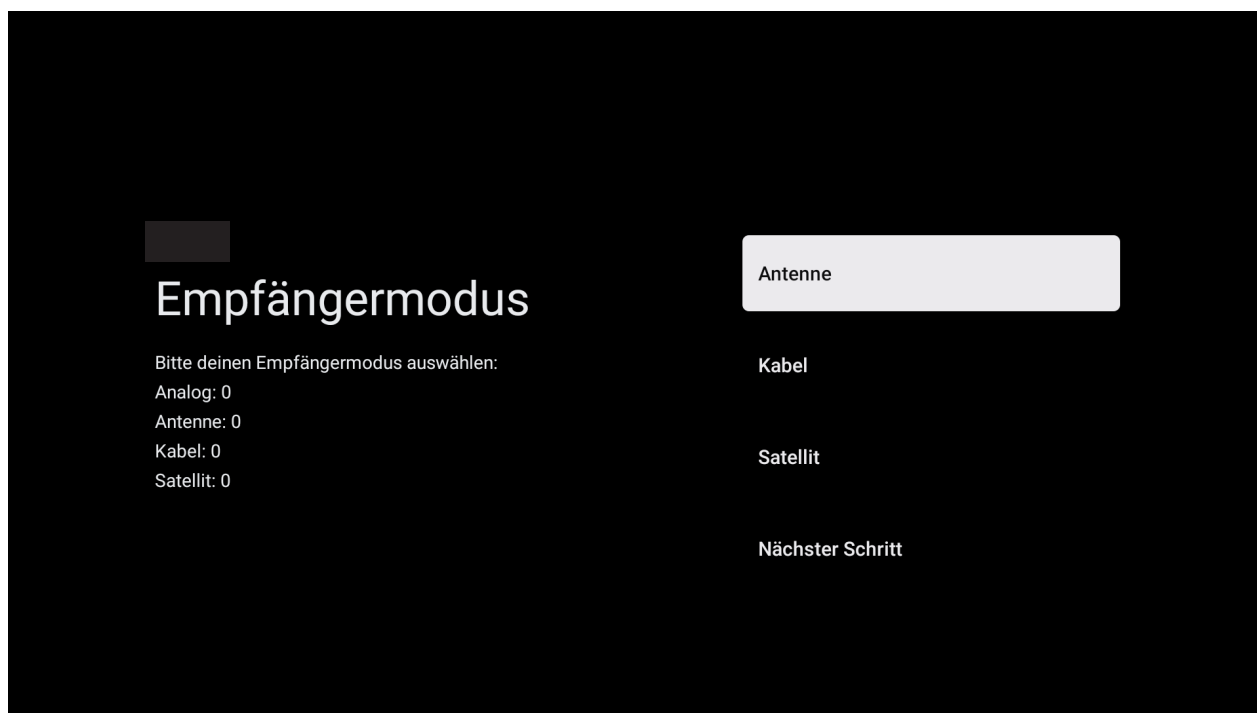 Empfängermodus
Bitte deinen Empfängermodus auswählen:
Analog: 0
Antenne: 0
Kabel: 0
Satellit: 0
Antenne
Kabel
Satellit
Nächster Schritt